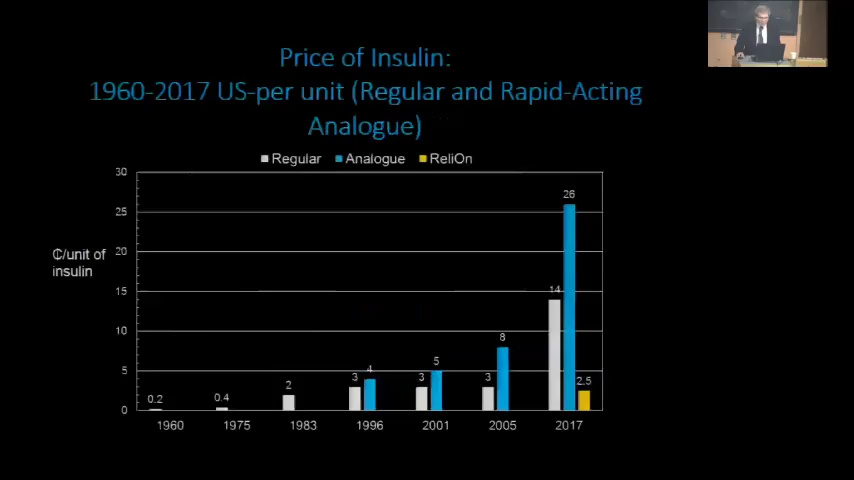 Price of Insulin:
1960-2017 US-per unit (Regular and Rapid-Acting
Analogue)
Regular Analogue ReliOn
₵/unit of
insulin
30
25
20
15
10
5
0
0.2
0.4
2
3
4
3
5
3
8
14
26
2.5
1960 1975 1983 1996 2001 2005 2017